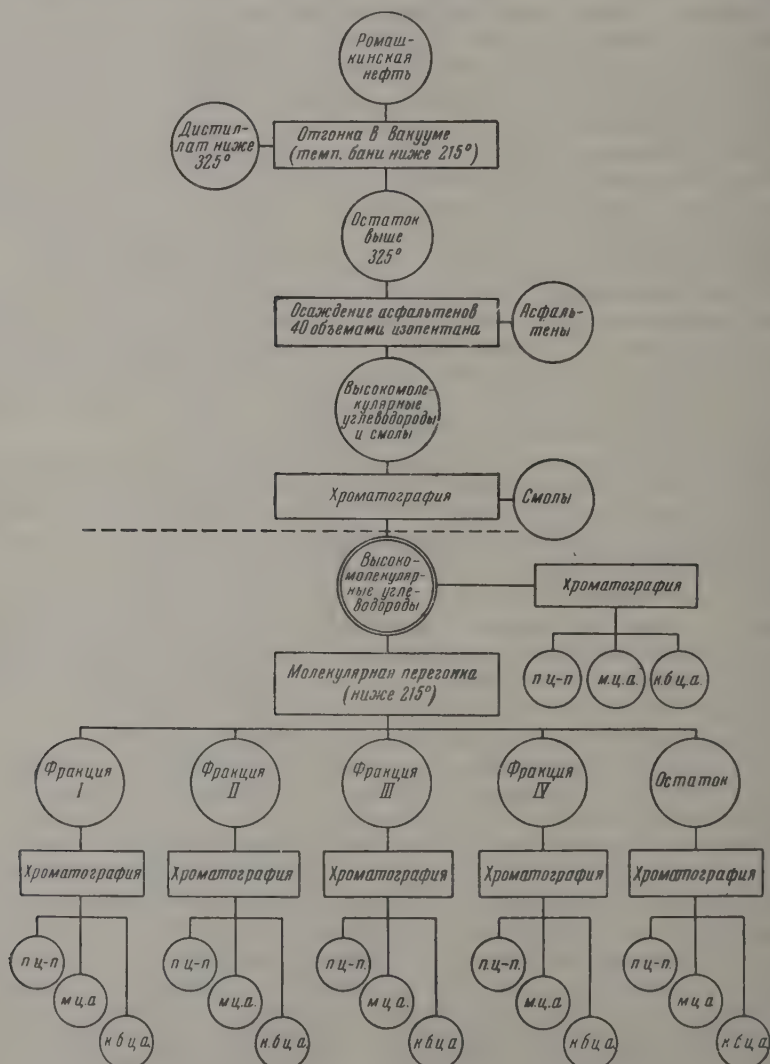 Ромаш-
кинская
нефть
Дистил-
лат ниже
325°
Отгонка в вакууме
(темп. бани ниже 215°)
Остаток
выше
325°
Осаждение асфальтенов
40 объемами изопентана
Асфаль-
тены
Высокомоле-
кулярные
углеводороды
и смолы
Хроматография
Смолы
Высоко-
молекуляр-
ные угле-
водороды
Хроматография
п ц-п
м.ц.а.
к.б ц.а.
Молекулярная перегонка
(ниже 215°)
Фракция
I
Фракция
II
Фракция
III
Фракция
IV
Остаток
Хроматография
Хроматография
Хроматография
Хроматография
Хроматография
п ц-п
п ц-п
п ц-п.
п.ц-п.
п ц-п.
м ц.а.
м ц.а.
м ц а.
м.ц.а
м ц а
к б ц а.
к.б ц.а
к б ц а
к б ц а
к б ц.а